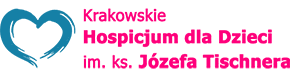 Krakowskie
Hospicjum dla Dzieci
im. ks. Józefa Tischnera